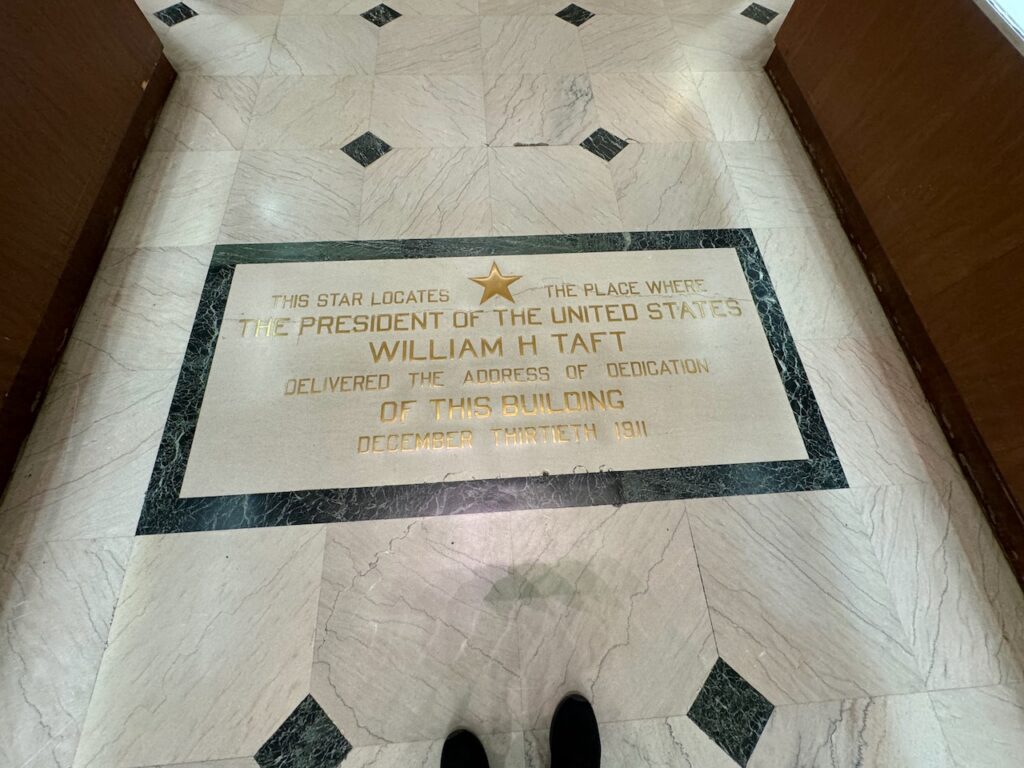 THIS STAR LOCATES THE PLACE WHERE
THE PRESIDENT OF THE UNITED STATES
WILLIAM H TAFT
DELIVERED THE ADDRESS OF DEDICATION
OF THIS BUILDING
DECEMBER THIRTIETH 1911